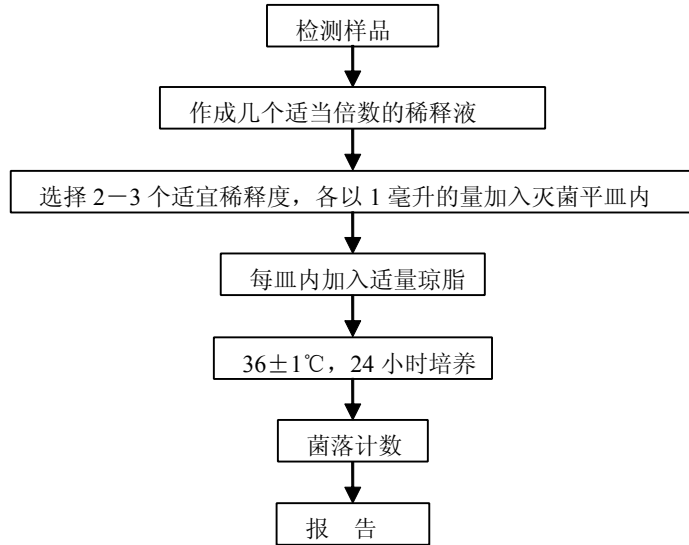 检测样品
作成几个适当倍数的稀释液
选择 2－3 个适宜稀释度，各以 1 毫升的量加入灭菌平皿内
每皿内加入适量琼脂
36±1℃，24 小时培养
菌落计数
报　告